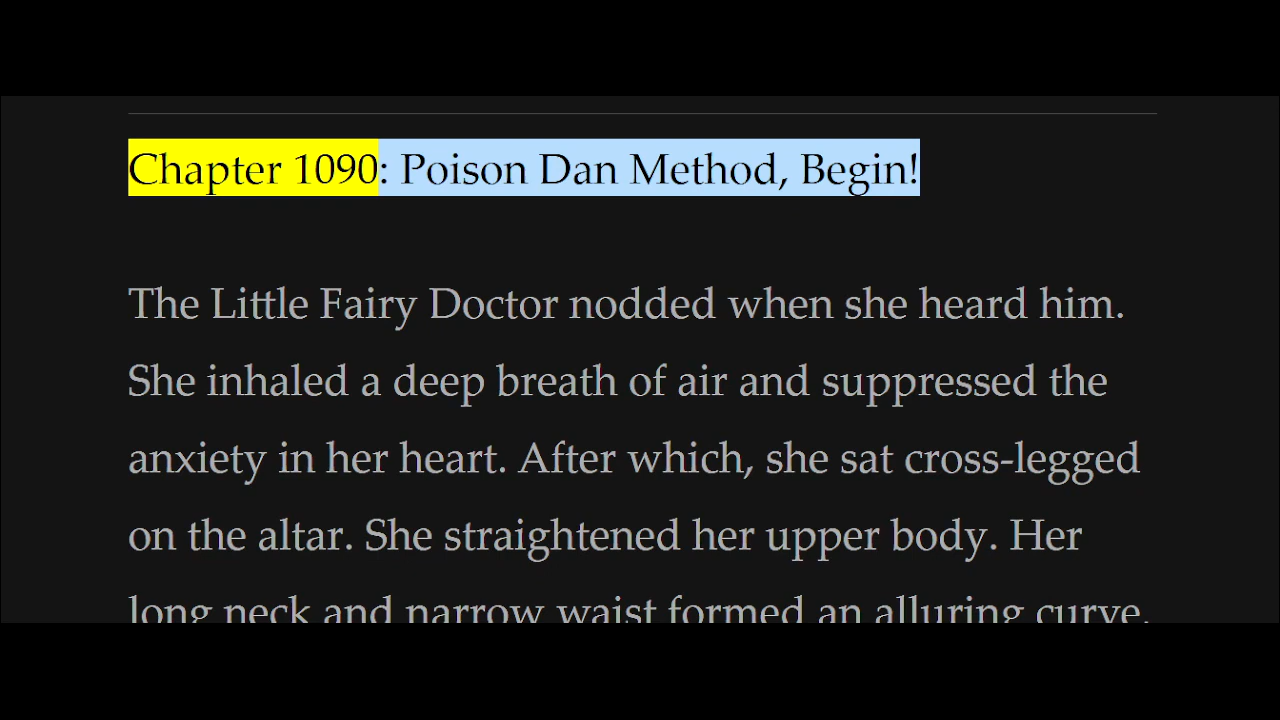 Chapter 1090: Poison Dan Method, Begin!
The Little Fairy Doctor nodded when she heard him.
She inhaled a deep breath of air and suppressed the
anxiety in her heart. After which, she sat cross-legged
on the altar. She straightened her upper body. Her
long neck and narrow waist formed an alluring curve.